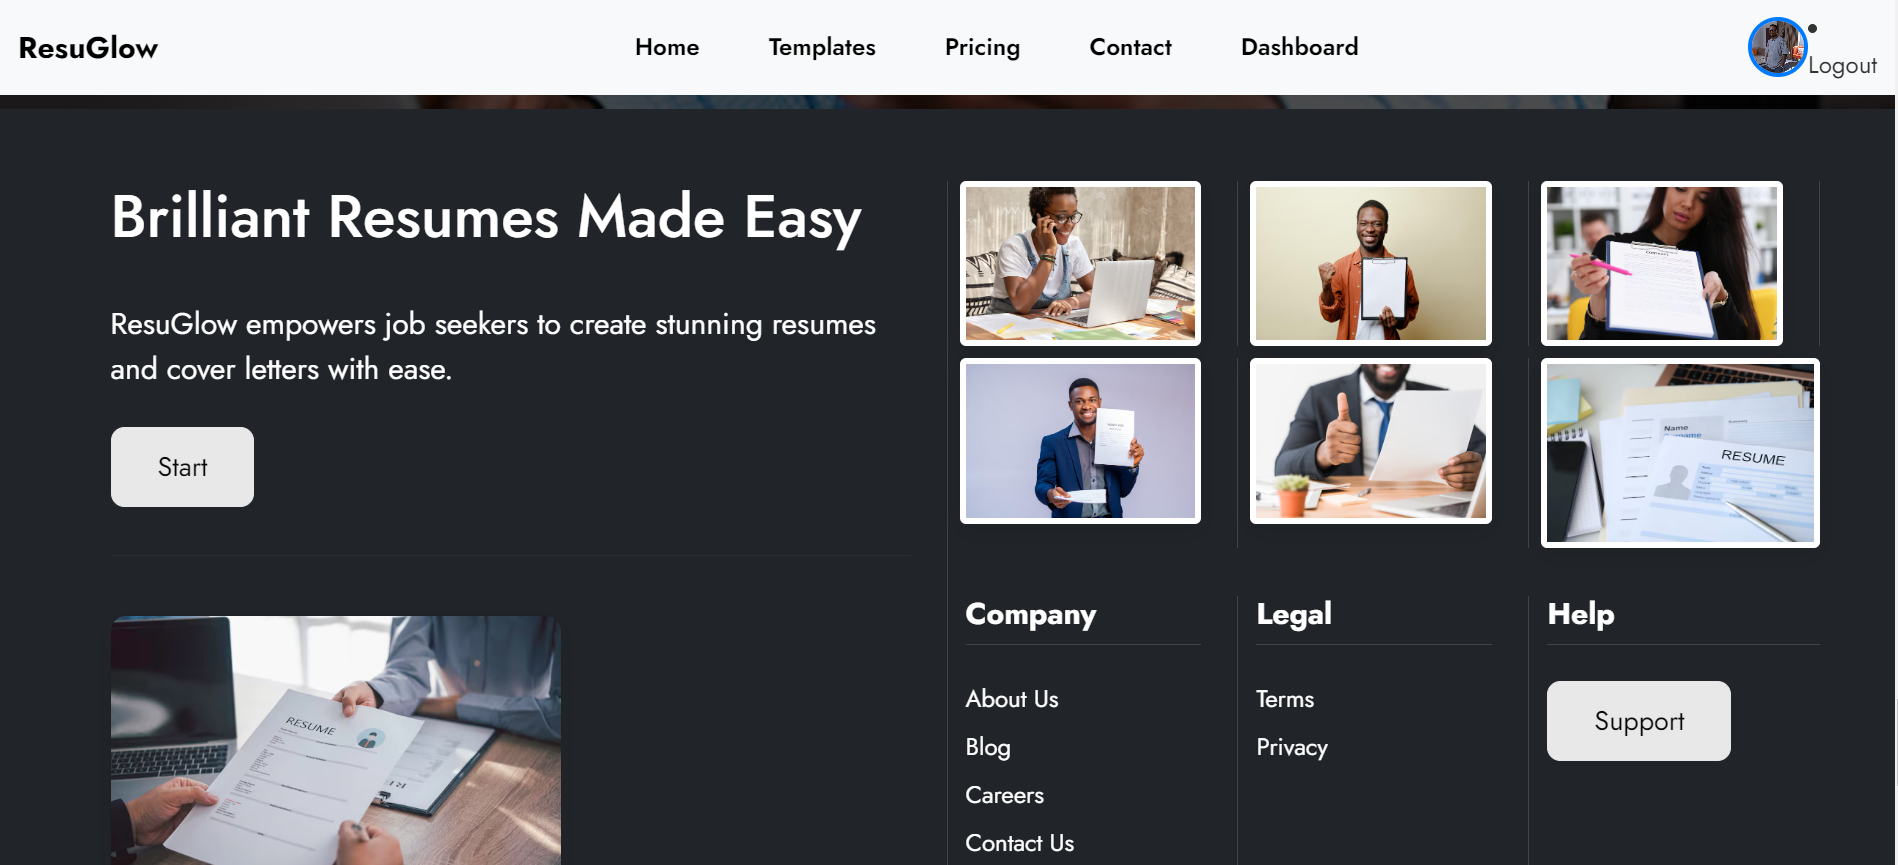 ResuGlow
Home
Templates
Pricing
Contact
Dashboard
Logout
Brilliant Resumes Made Easy
ResuGlow empowers job seekers to create stunning resumes
and cover letters with ease.
Start
Name
RESUME
RESUME
Company
About Us
Blog
Careers
Contact Us
Legal
Terms
Privacy
Help
Support